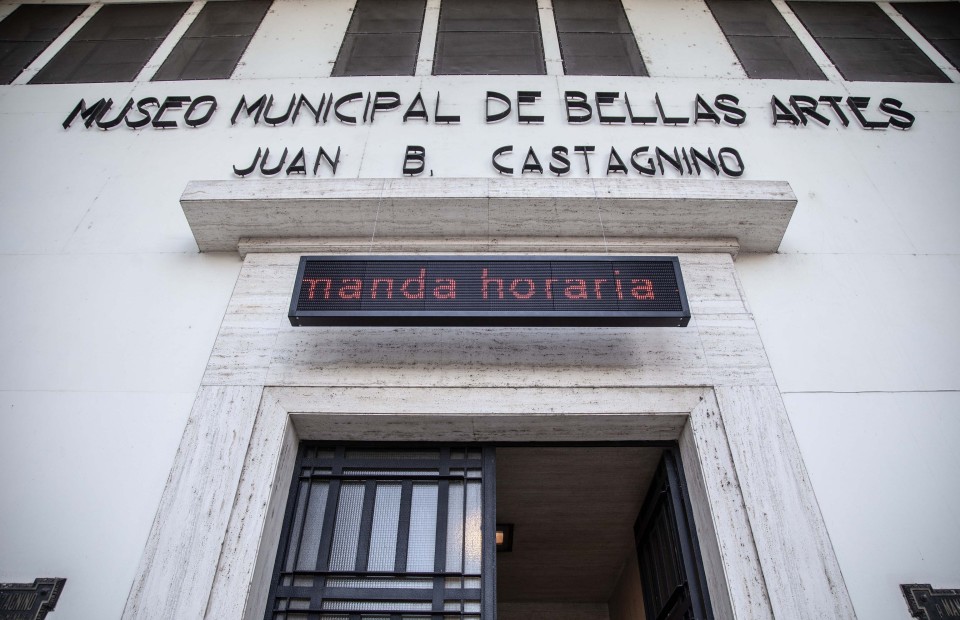 MUSEO MUNICIPAL DE BELLAS ARTES
JUAN B. CASTAGNINO
manda horaria